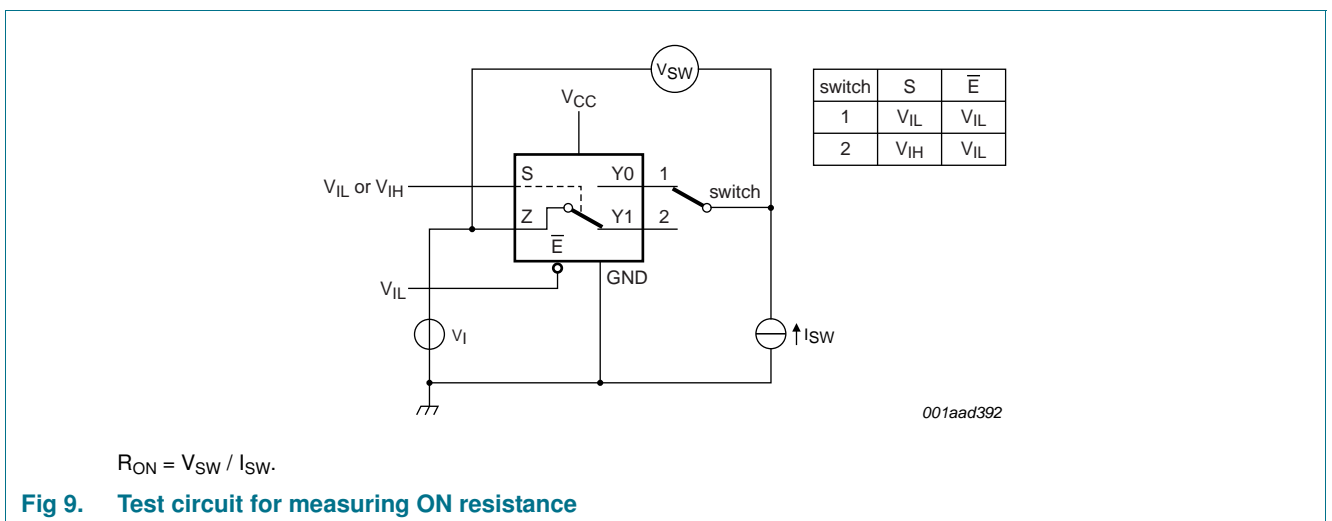 VSW
VCC
switch S E̅
1 VIL VIL
2 VIH VIL
VIL or VIH
S Y0 1
switch
Z Y1 2
E̅
GND
VIL
VI
ISW
001aad392
RON = VSW / ISW.
Fig 9. Test circuit for measuring ON resistance